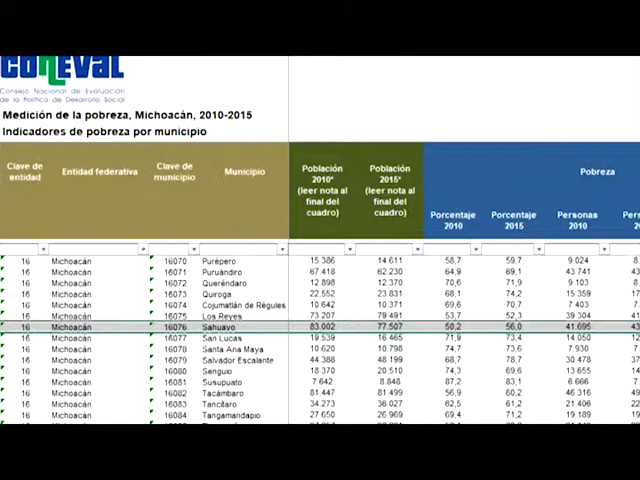 CONEVAL
Consejo Nacional de Evaluación
de la Política de Desarrollo Social
Medición de la pobreza, Michoacán, 2010-2015
Indicadores de pobreza por municipio
Clave de entidad Entidad federativa Clave de municipio Municipio Población 2010* (leer nota al final del cuadro) Población 2015* (leer nota al final del cuadro) Pobreza
Porcentaje 2010 Porcentaje 2015 Personas 2010
16 Michoacán 16070 Purépero 15.386 14.611 58,7 59,7 9.024
16 Michoacán 16071 Puruándiro 67.418 62.230 64,9 69,1 43.741
16 Michoacán 16072 Queréndaro 12.898 12.370 70,6 71,9 9.103
16 Michoacán 16073 Quiroga 22.552 23.831 68,1 74,2 15.359
16 Michoacán 16074 Cojumatlán de Régules 10.642 10.371 69,6 70,7 7.403
16 Michoacán 16075 Los Reyes 73.207 79.491 53,7 52,3 39.304
16 Michoacán 16076 Sahuayo 83.002 77.507 50,2 56,0 41.695
16 Michoacán 16077 San Lucas 19.539 16.465 71,9 73,4 14.050
16 Michoacán 16078 Santa Ana Maya 10.620 10.798 74,7 73,6 7.930
16 Michoacán 16079 Salvador Escalante 44.388 48.199 68,7 78,7 30.478
16 Michoacán 16080 Senguio 18.370 20.510 74,3 69,6 13.655
16 Michoacán 16081 Susupuato 7.642 8.848 87,2 83,1 6.666
16 Michoacán 16082 Tacámbaro 81.447 81.499 56,9 60,2 46.316
16 Michoacán 16083 Tancítaro 34.273 36.027 62,5 61,2 21.406
16 Michoacán 16084 Tangamandapio 27.650 26.969 69,4 71,2 19.189